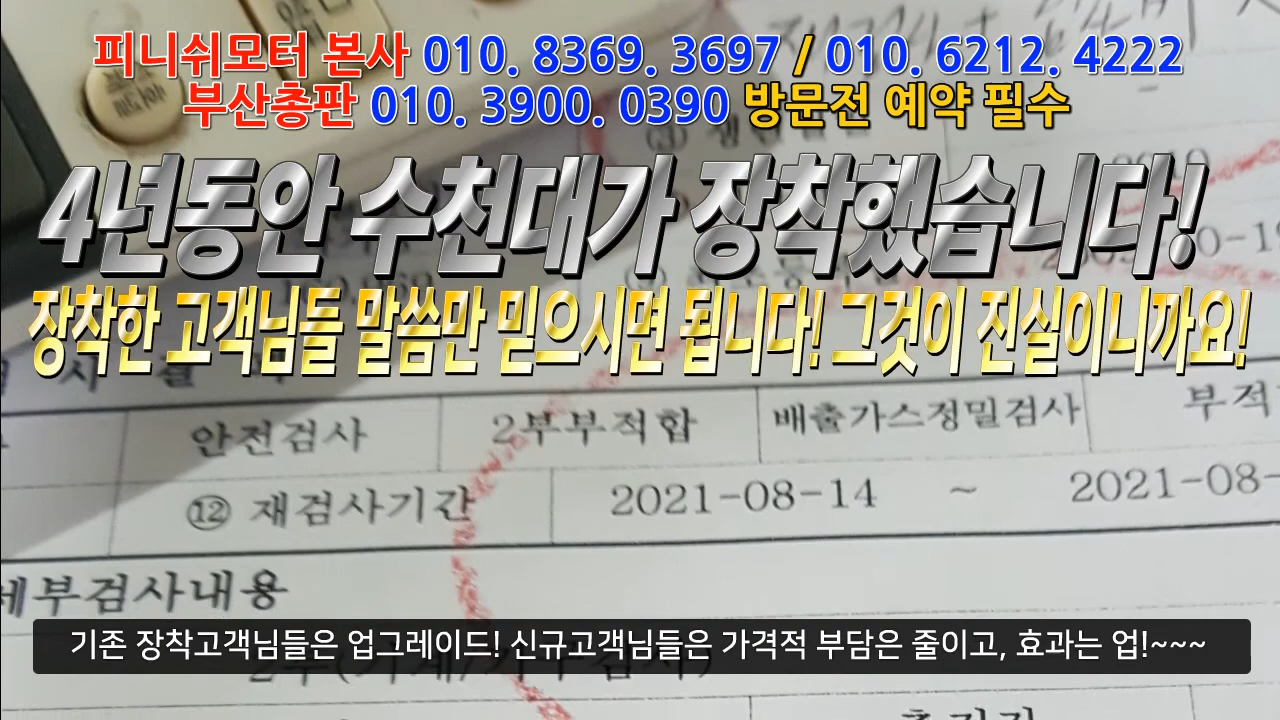 피니쉬모터 본사 010. 8369. 3697 / 010. 6212. 4222
부산총판 010. 3900. 0390 방문전 예약 필수
4년동안 수천대가 장착했습니다!
장착한 고객님들 말씀만 믿으시면 됩니다! 그것이 진실이니까요!
안전검사 2부부적합 배출가스정밀검사 부적
⑫ 재검사기간 2021-08-14 ~ 2021-08-
세부검사내용
기존 장착고객님들은 업그레이드! 신규고객님들은 가격적 부담은 줄이고, 효과는 업!~~~